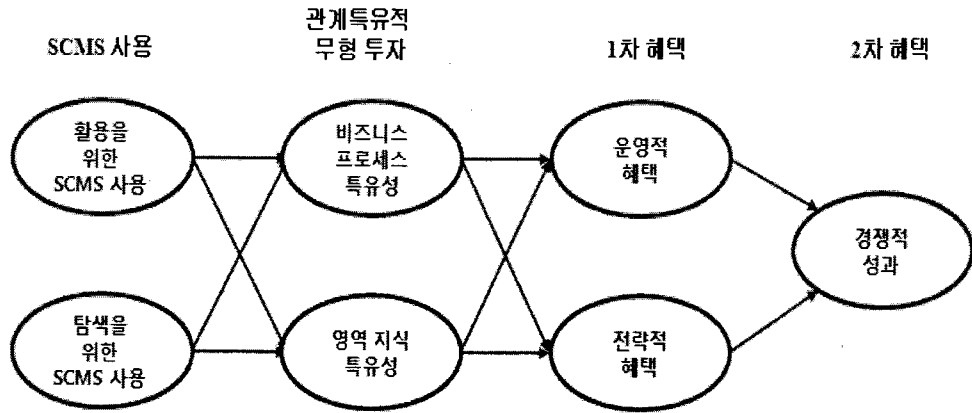 SCMS 사용
관계특유적
무형 투자
1차 혜택
2차 혜택
활용을
위한
SCMS 사용
비즈니스
프로세스
특유성
운영적
혜택
경쟁적
성과
탐색을
위한
SCMS 사용
영역 지식
특유성
전략적
혜택